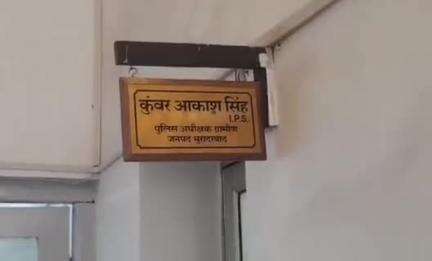 कुंवर आकाश सिंह
I.P.S.
पुलिस अधीक्षक ग्रामीण
जनपद मुरादाबाद